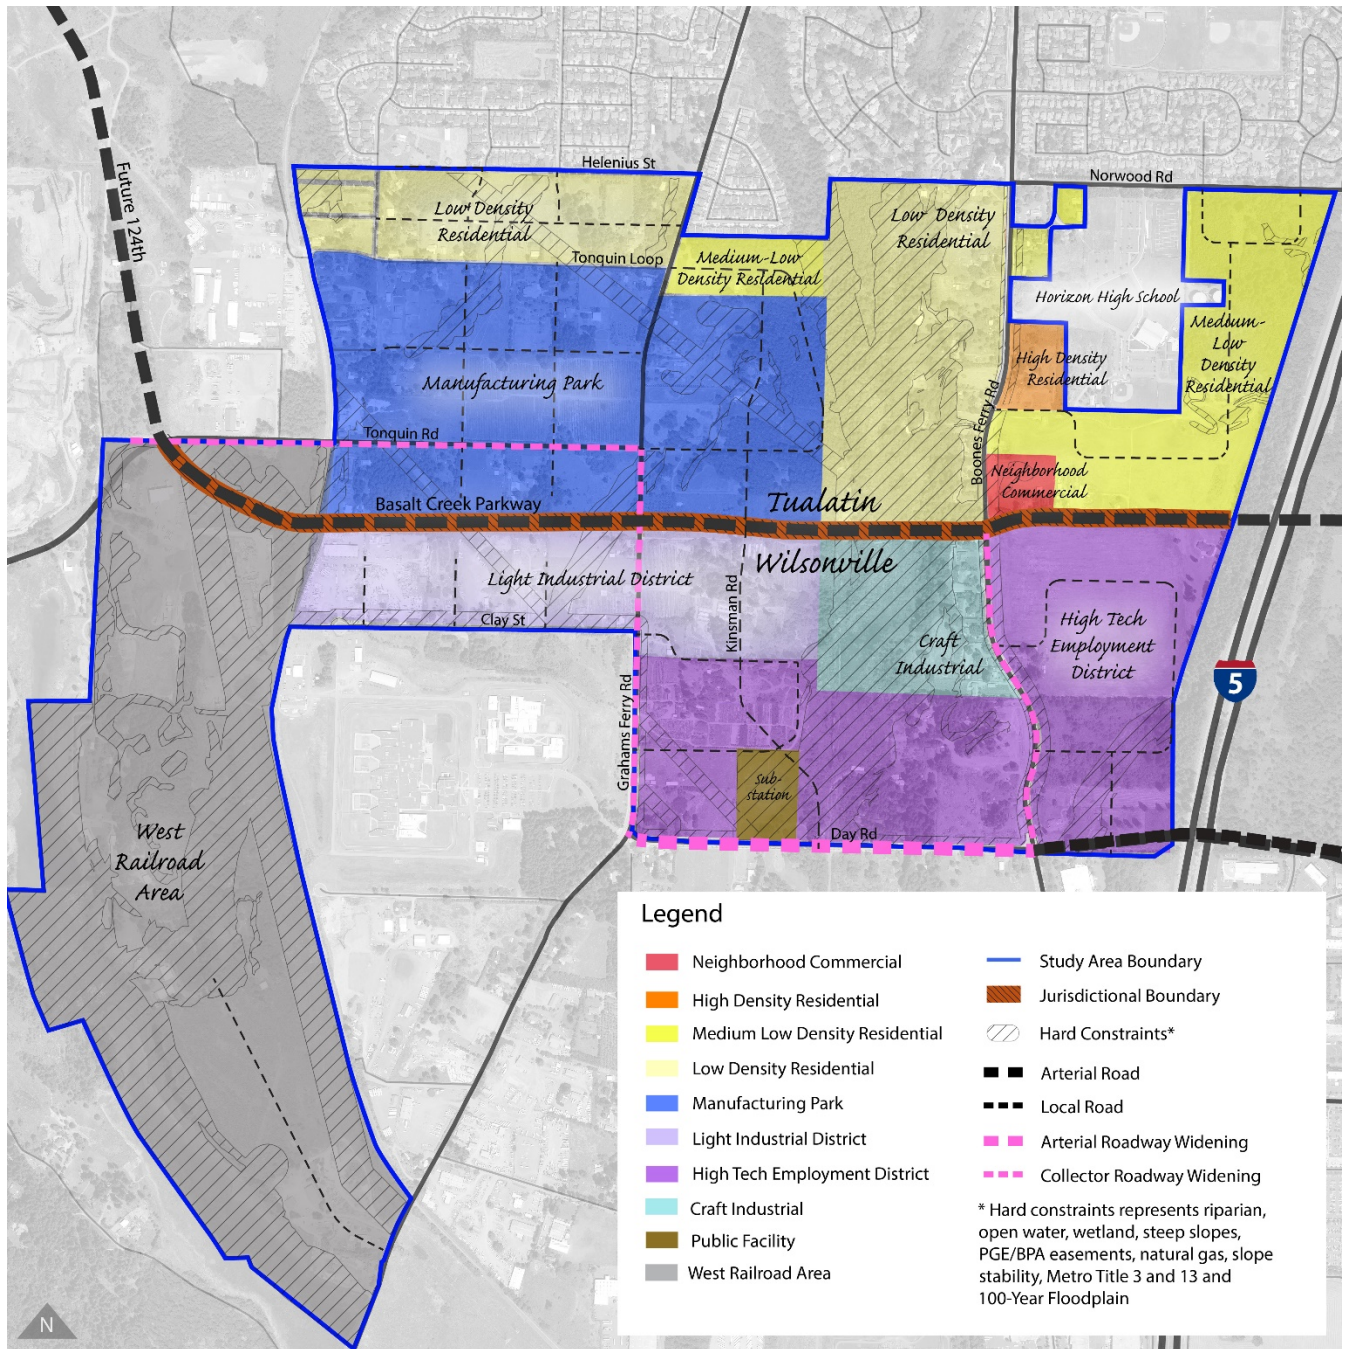 Helenius St
Norwood Rd
Future 124th
Low Density
Residential
Low Density
Residential
Tonquin Loop
Medium-Low
Density Residential
Horizon High School
Medium-
Low
Density
Residential
High Density
Residential
Manufacturing Park
Boones Ferry Rd
Tonquin Rd
Neighborhood
Commercial
Basalt Creek Parkway
Tualatin
Wilsonville
Light Industrial District
Kinsman Rd
Clay St
Craft
Industrial
High Tech
Employment
District
5
Grahams Ferry Rd
Sub-
station
Day Rd
West
Railroad
Area
Legend
Neighborhood Commercial
High Density Residential
Medium Low Density Residential
Low Density Residential
Manufacturing Park
Light Industrial District
High Tech Employment District
Craft Industrial
Public Facility
West Railroad Area
Study Area Boundary
Jurisdictional Boundary
Hard Constraints*
Arterial Road
Local Road
Arterial Roadway Widening
Collector Roadway Widening
* Hard constraints represents riparian,
open water, wetland, steep slopes,
PGE/BPA easements, natural gas, slope
stability, Metro Title 3 and 13 and
100-Year Floodplain
N